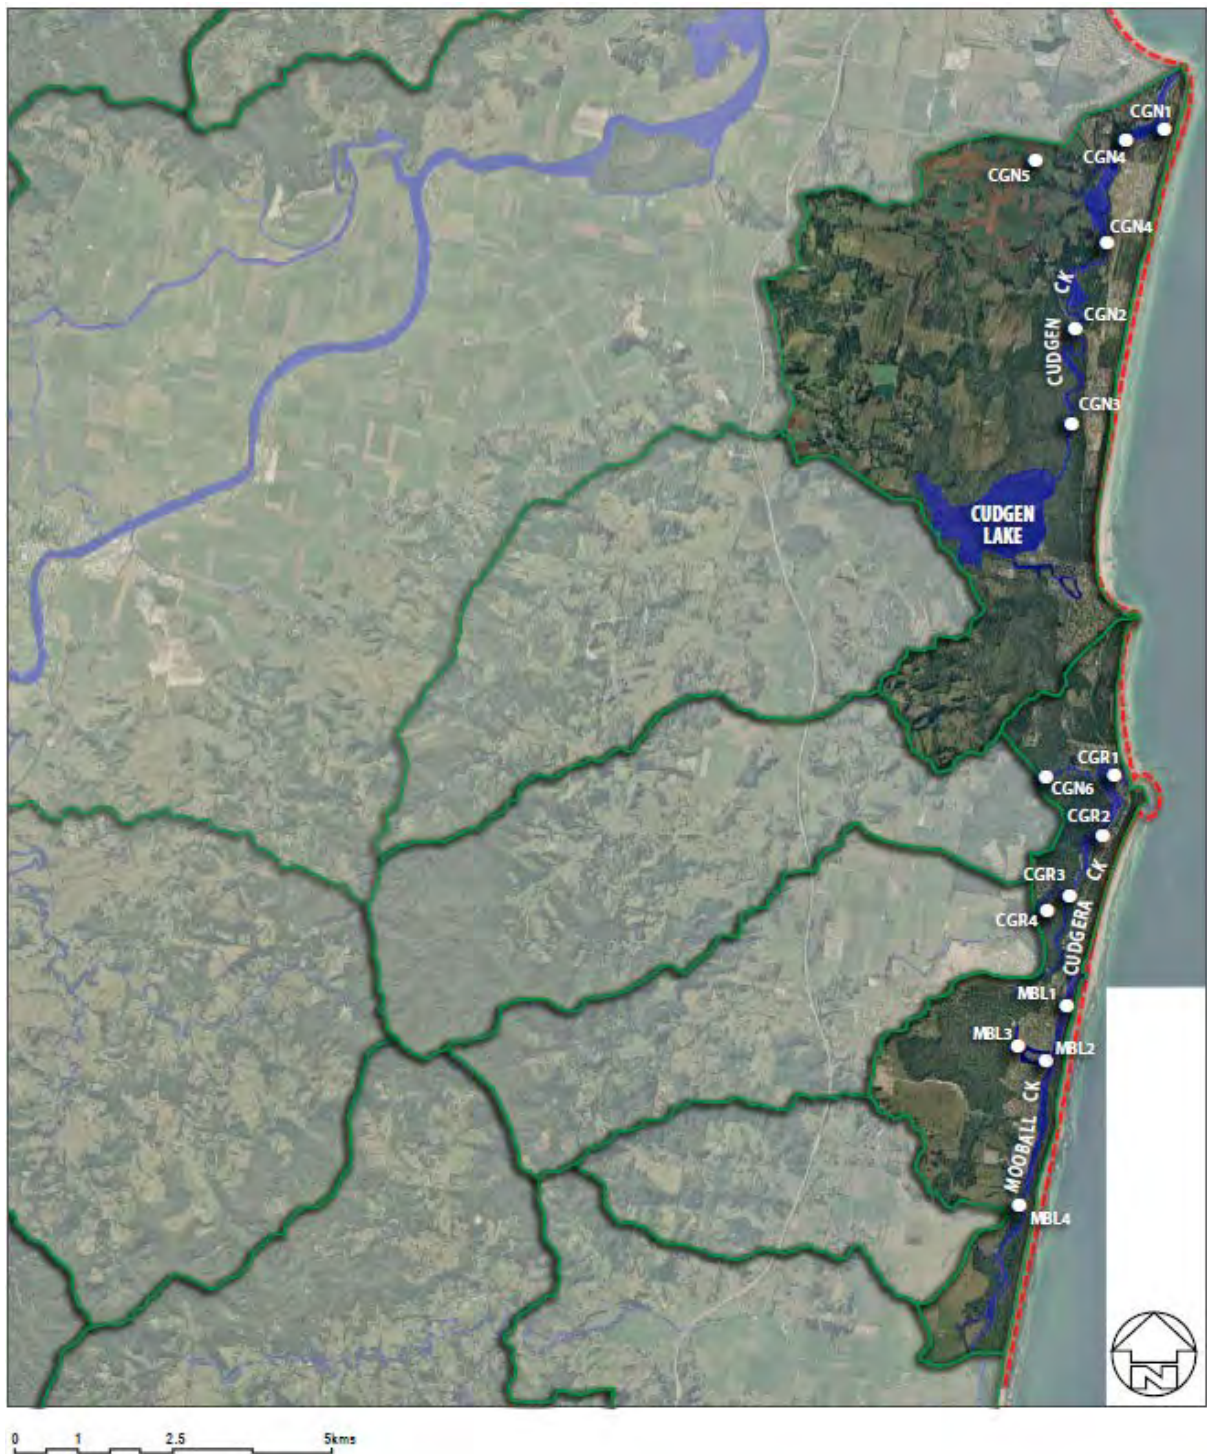 CGN1
CGN4
CGN5
CGN4
CUDGEN CK
CGN2
CGN3
CUDGEN
LAKE
CGR1
CGN6
CGR2
CGR3
CGR4
CUDGERA CK
MBL1
MBL3
MBL2
MOOBALL CK
MBL4
N
0 1 2.5 5kms